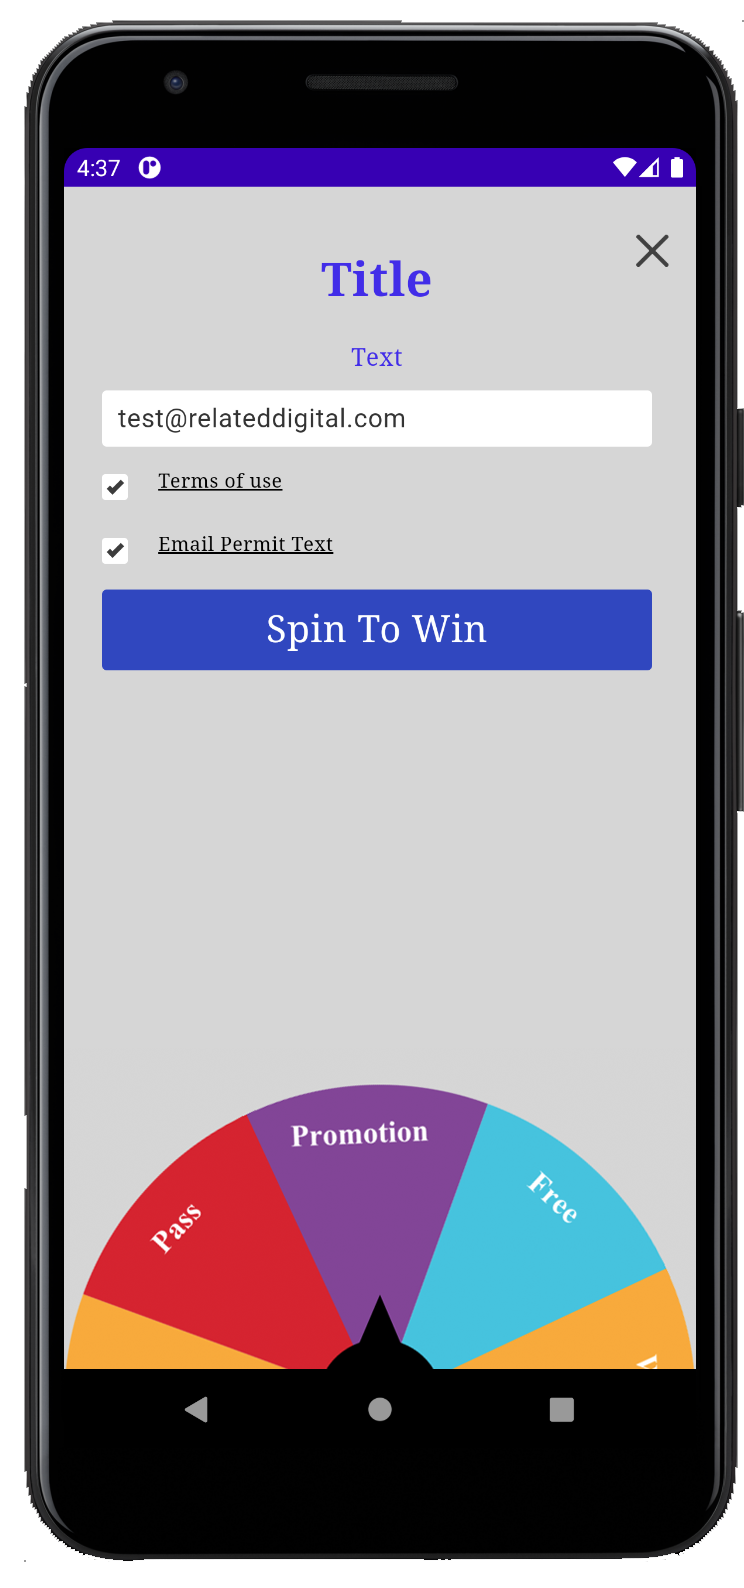 4:37
Title
Text
test@relateddigital.com
Terms of use
Email Permit Text
Spin To Win
Promotion
Pass
Free